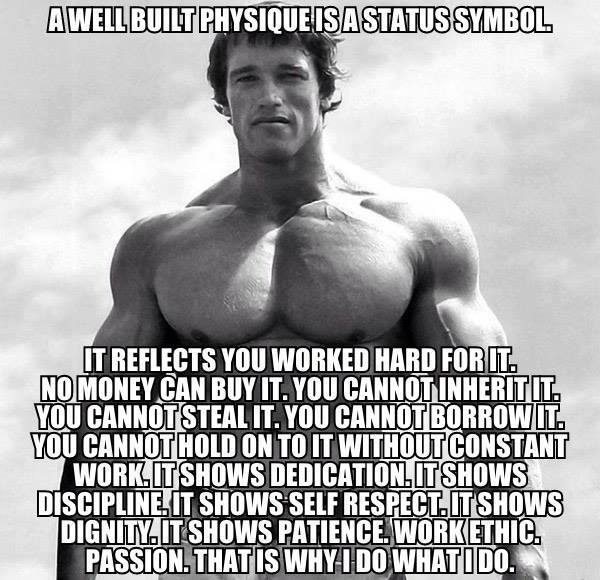 A WELL BUILT PHYSIQUE IS A STATUS SYMBOL.
IT REFLECTS YOU WORKED HARD FOR IT.
NO MONEY CAN BUY IT. YOU CANNOT INHERIT IT.
YOU CANNOT STEAL IT. YOU CANNOT BORROW IT.
YOU CANNOT HOLD ON TO IT WITHOUT CONSTANT
WORK. IT SHOWS DEDICATION. IT SHOWS
DISCIPLINE. IT SHOWS SELF RESPECT. IT SHOWS
DIGNITY. IT SHOWS PATIENCE. WORK ETHIC.
PASSION. THAT IS WHY I DO WHAT I DO.